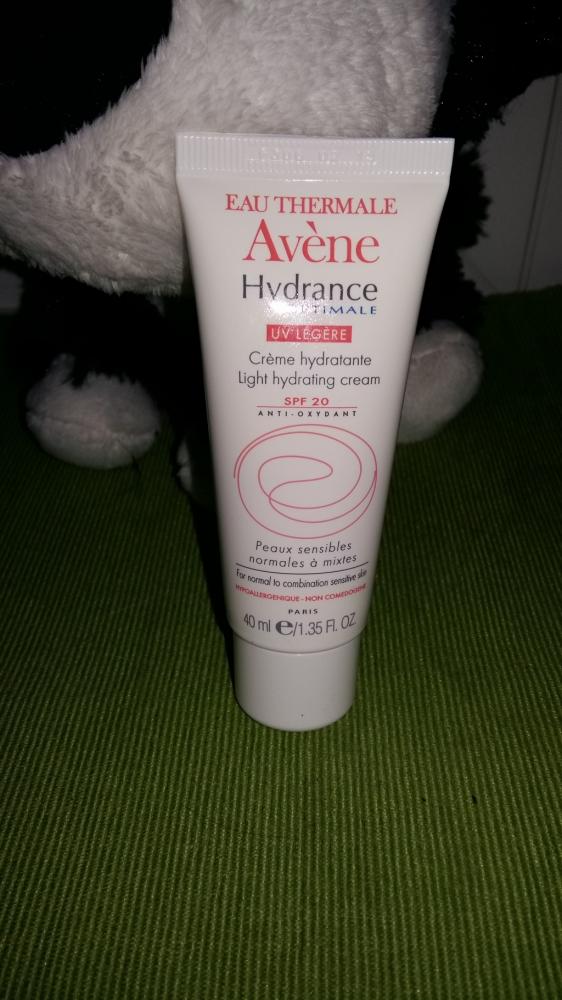 EAU THERMALE
Avène
Hydrance
UV LÉGÈRE
Crème hydratante
Light hydrating cream
SPF 20
ANTI-OXYDANT
Peaux sensibles
normales à mixtes
For normal to combination sensitive skin
HYPOALLERGENIQUE - NON COMEDOGENE
PARIS
40 ml e/1.35 Fl. OZ.